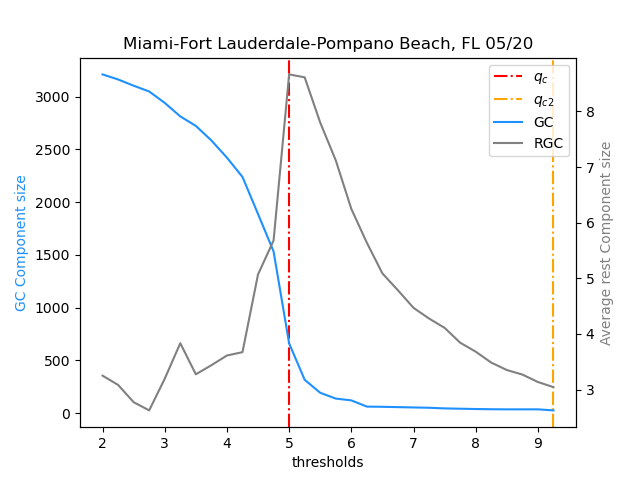 Miami-Fort Lauderdale-Pompano Beach, FL 05/20
q_c
q_c2
GC
RGC
GC Component size
3000
2500
2000
1500
1000
500
0
8
7
6
5
4
3
Average rest Component size
2 3 4 5 6 7 8 9
thresholds